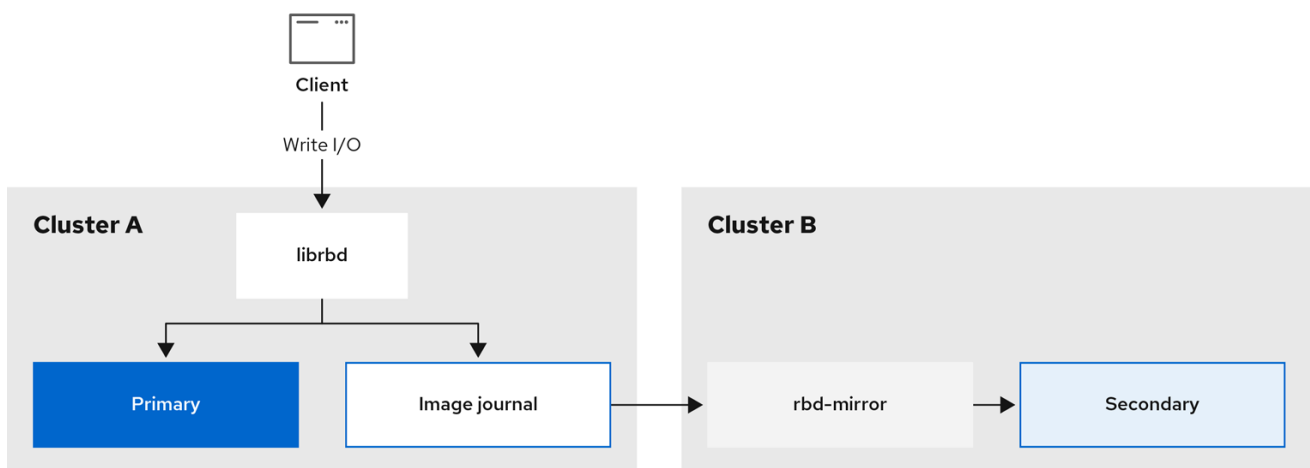 Client
Write I/O
Cluster A
librbd
Primary
Image journal
Cluster B
rbd-mirror
Secondary